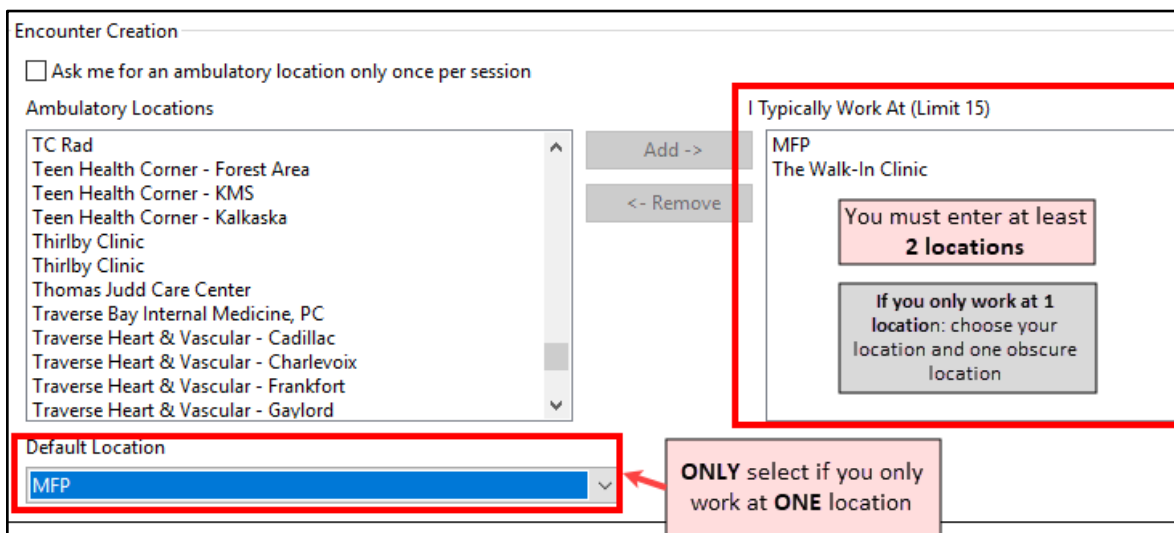 Encounter Creation
Ask me for an ambulatory location only once per session
Ambulatory Locations
TC Rad
Teen Health Corner - Forest Area
Teen Health Corner - KMS
Teen Health Corner - Kalkaska
Thirlby Clinic
Thirlby Clinic
Thomas Judd Care Center
Traverse Bay Internal Medicine, PC
Traverse Heart & Vascular - Cadillac
Traverse Heart & Vascular - Charlevoix
Traverse Heart & Vascular - Frankfort
Traverse Heart & Vascular - Gaylord
Add ->
<- Remove
I Typically Work At (Limit 15)
MFP
The Walk-In Clinic
You must enter at least
2 locations
If you only work at 1
location: choose your
location and one obscure
location
Default Location
MFP
ONLY select if you only
work at ONE location